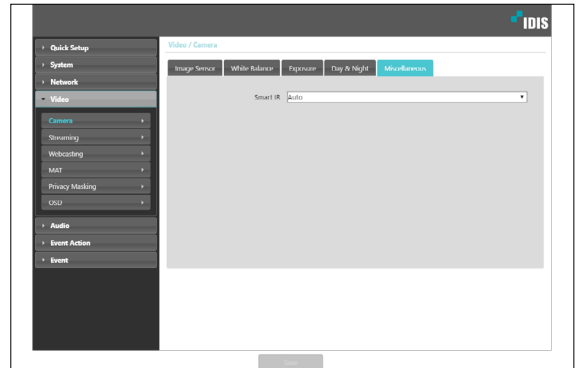 IDIS
Quick Setup
System
Network
Video
Camera
Streaming
Webcasting
MAT
Privacy Masking
OSD
Audio
Event Action
Event
Video / Camera
Image Sensor White Balance Exposure Day & Night Miscellaneous
Smart IR Auto
Save